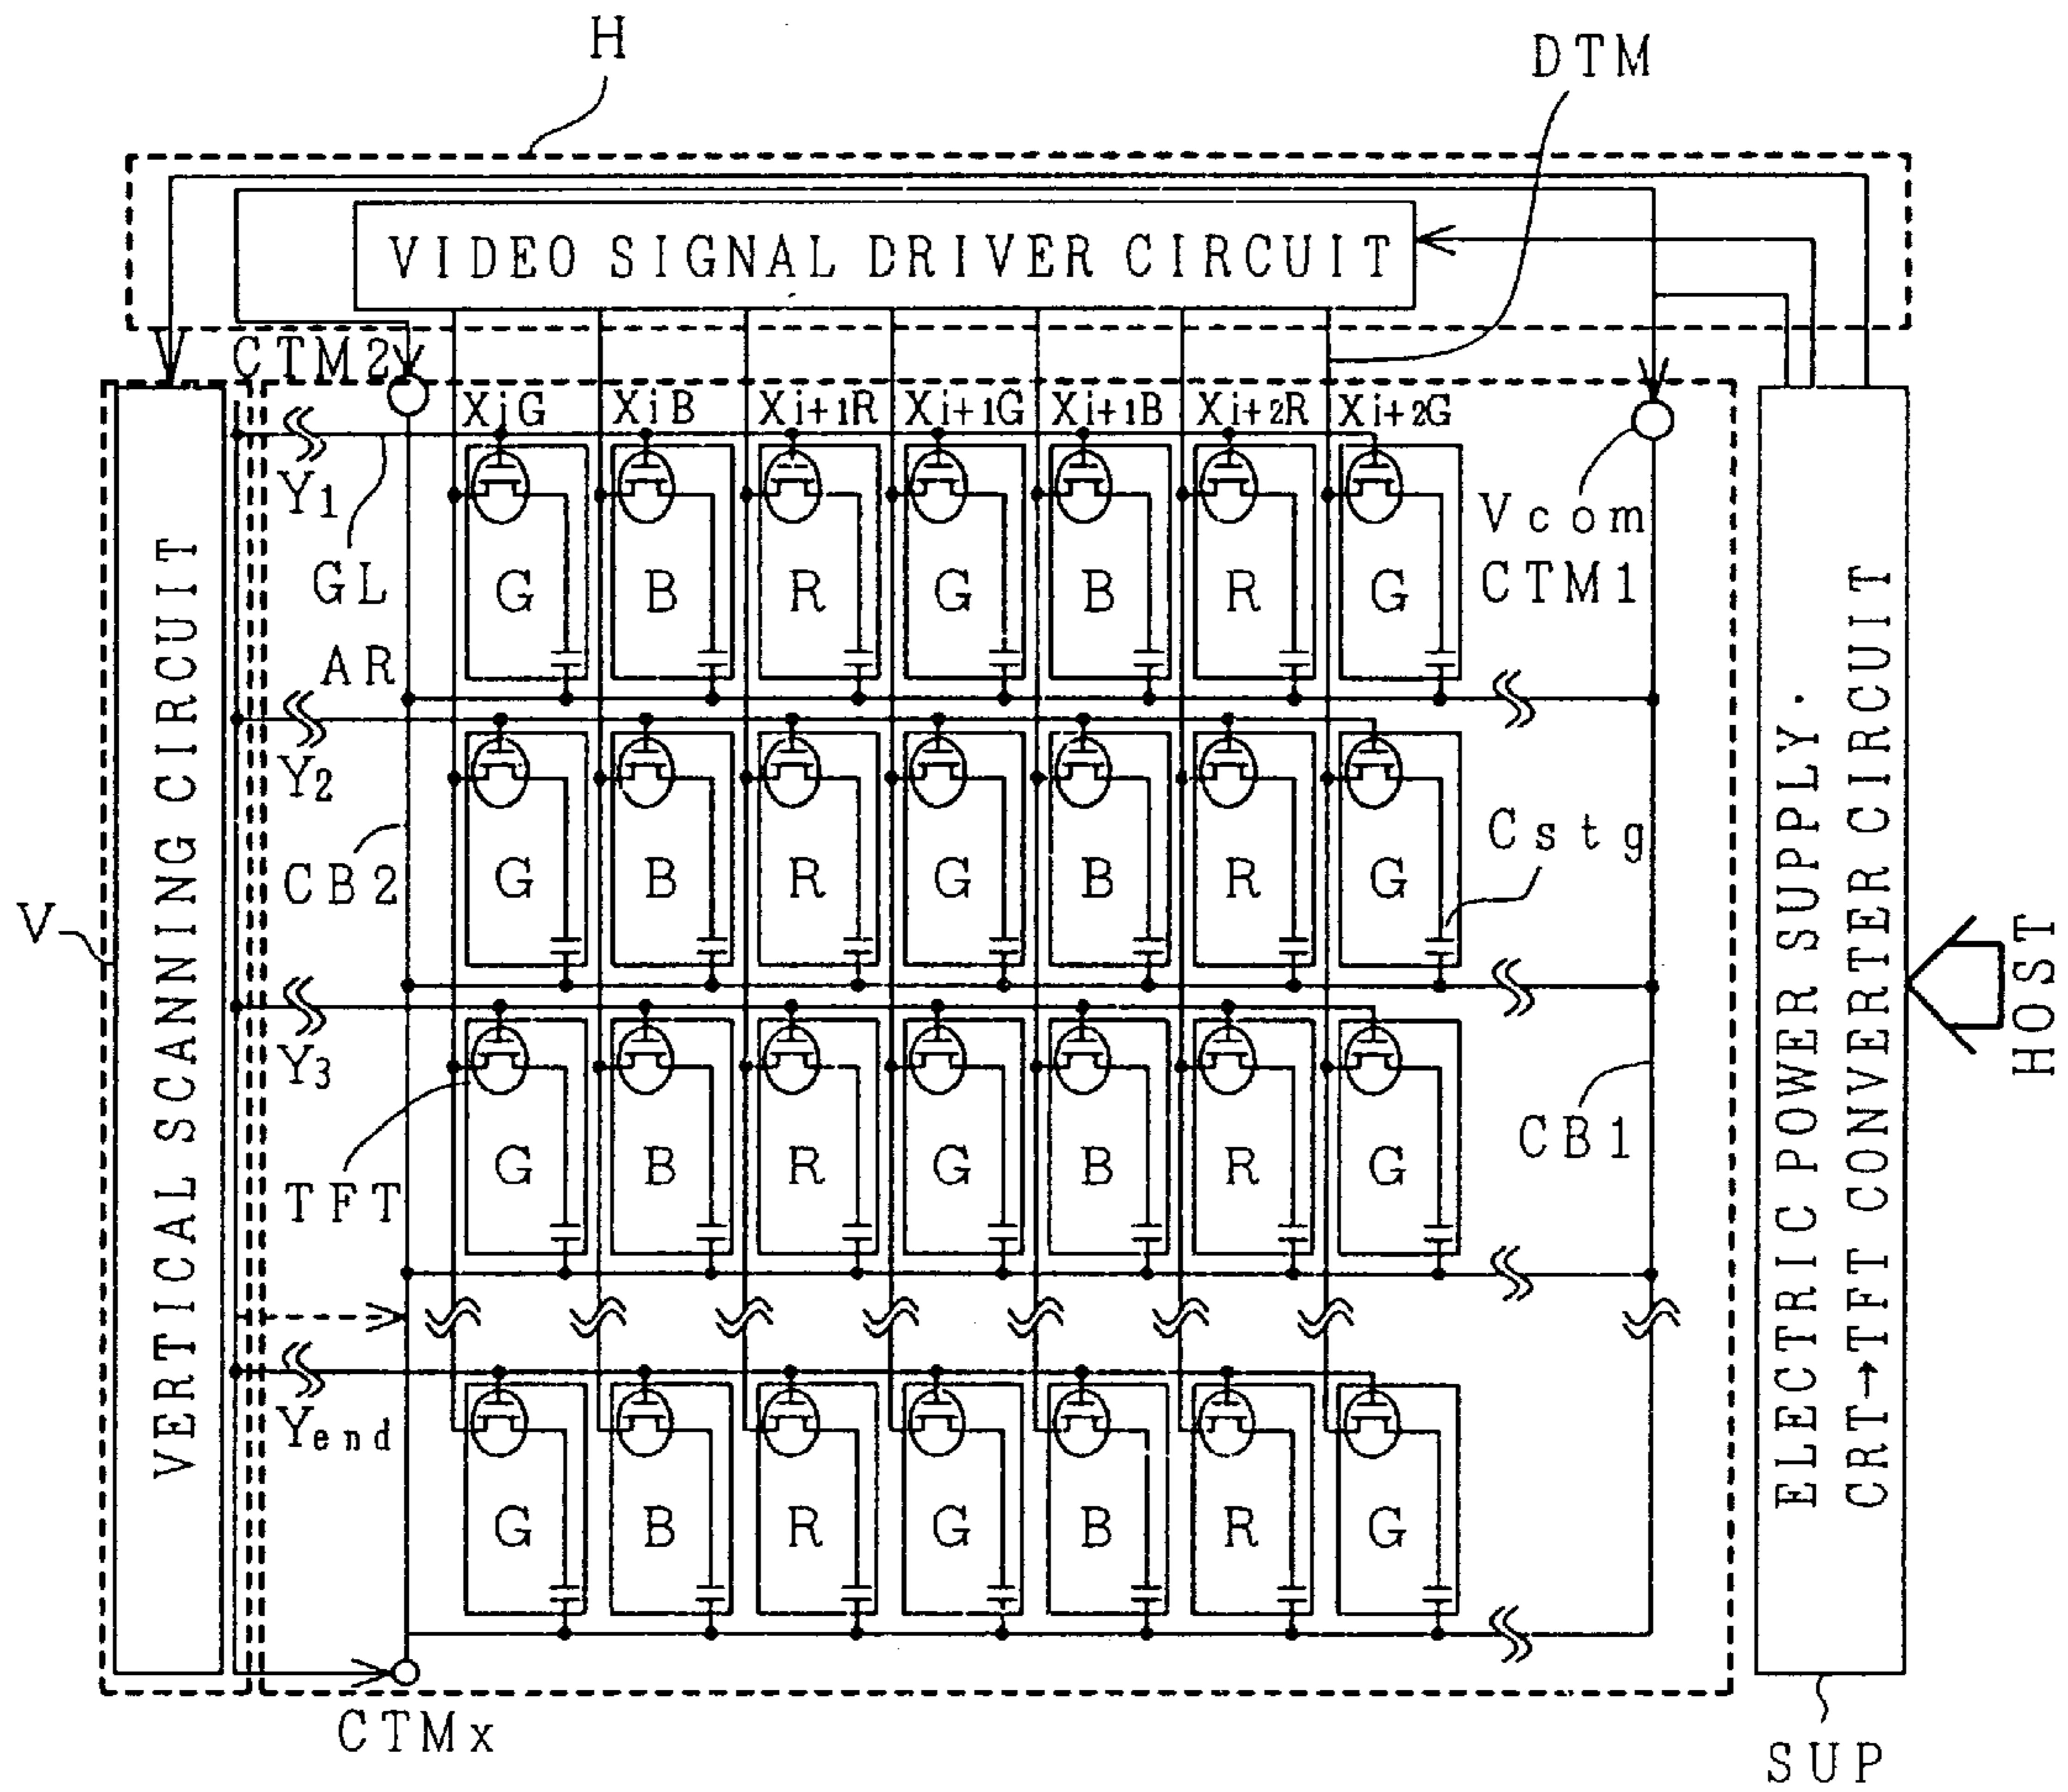 H
DTM
VIDEO SIGNAL DRIVER CIRCUIT
CTM2
XiG XiB Xi+1R Xi+1G Xi+1B Xi+2R Xi+2G
Y1
GL
AR
Vcom
CTM1
G B R G B R G
Y2
CB2
Cstg
G B R G B R G
V
VERTICAL SCANNING CIRCUIT
Y3
TFT
CB1
G B R G B R G
Yend
G B R G B R G
CTMx
ELECTRIC POWER SUPPLY·
CRT→TFT CONVERTER CIRCUIT
HOST
SUP